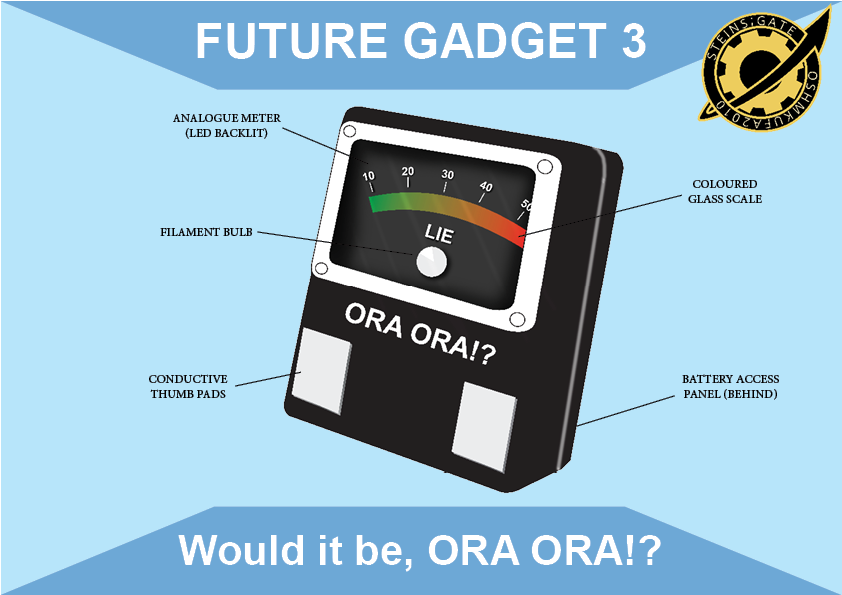 FUTURE GADGET 3
STEINS;GATE
OSHMKUFA2010
ANALOGUE METER
(LED BACKLIT)
10 20 30 40 50
COLOURED
GLASS SCALE
FILAMENT BULB
LIE
ORA ORA!?
CONDUCTIVE
THUMB PADS
BATTERY ACCESS
PANEL (BEHIND)
Would it be, ORA ORA!?